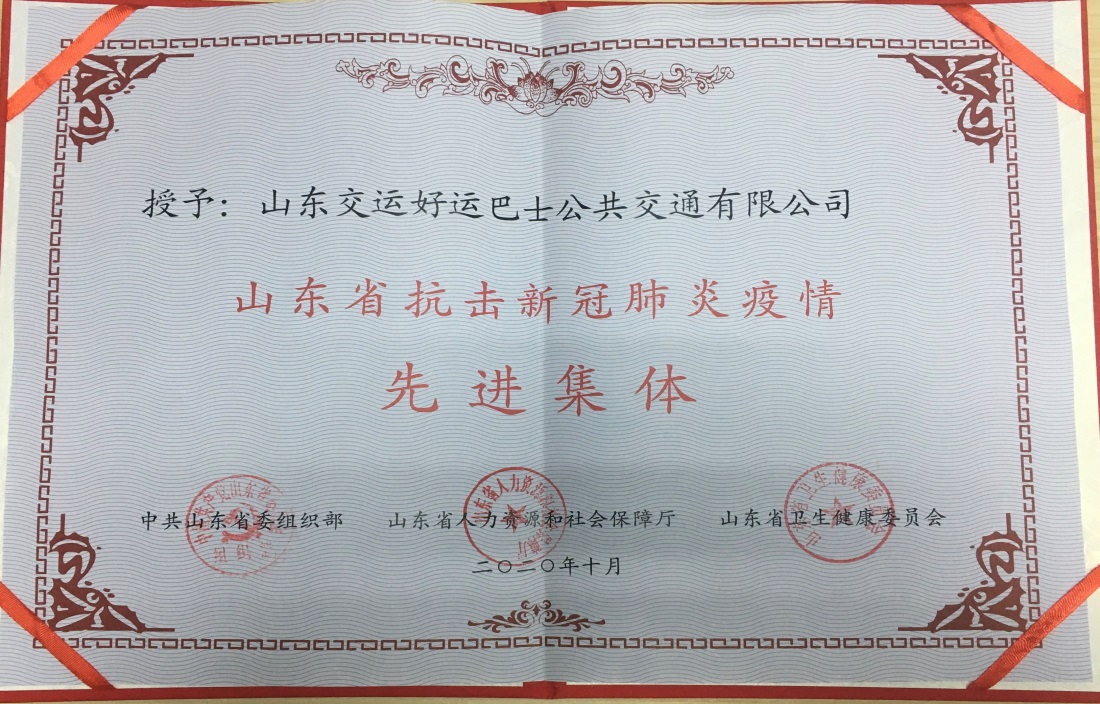 授予：山东交运好运巴士公共交通有限公司
山东省抗击新冠肺炎疫情
先进集体
中共山东省委组织部 山东省人力资源和社会保障厅 山东省卫生健康委员会
二〇二〇年十月